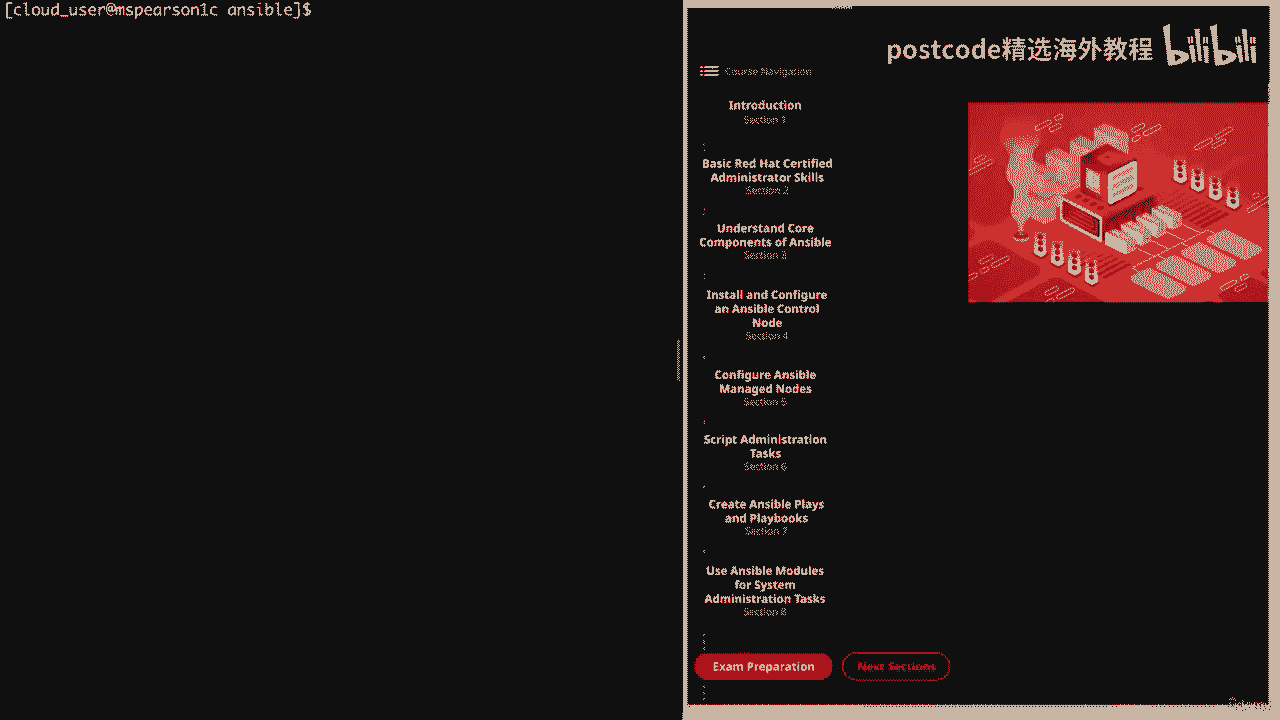 [cloud_user@mspearson1c ansible]$
postcode精选海外教程 bilibili
Course Navigation
Introduction
Section 1
Basic Red Hat Certified
Administrator Skills
Section 2
Understand Core
Components of Ansible
Section 3
Install and Configure
an Ansible Control
Node
Section 4
Configure Ansible
Managed Nodes
Section 5
Script Administration
Tasks
Section 6
Create Ansible Plays
and Playbooks
Section 7
Use Ansible Modules
for System
Administration Tasks
Section 8
Exam Preparation
Next Sections